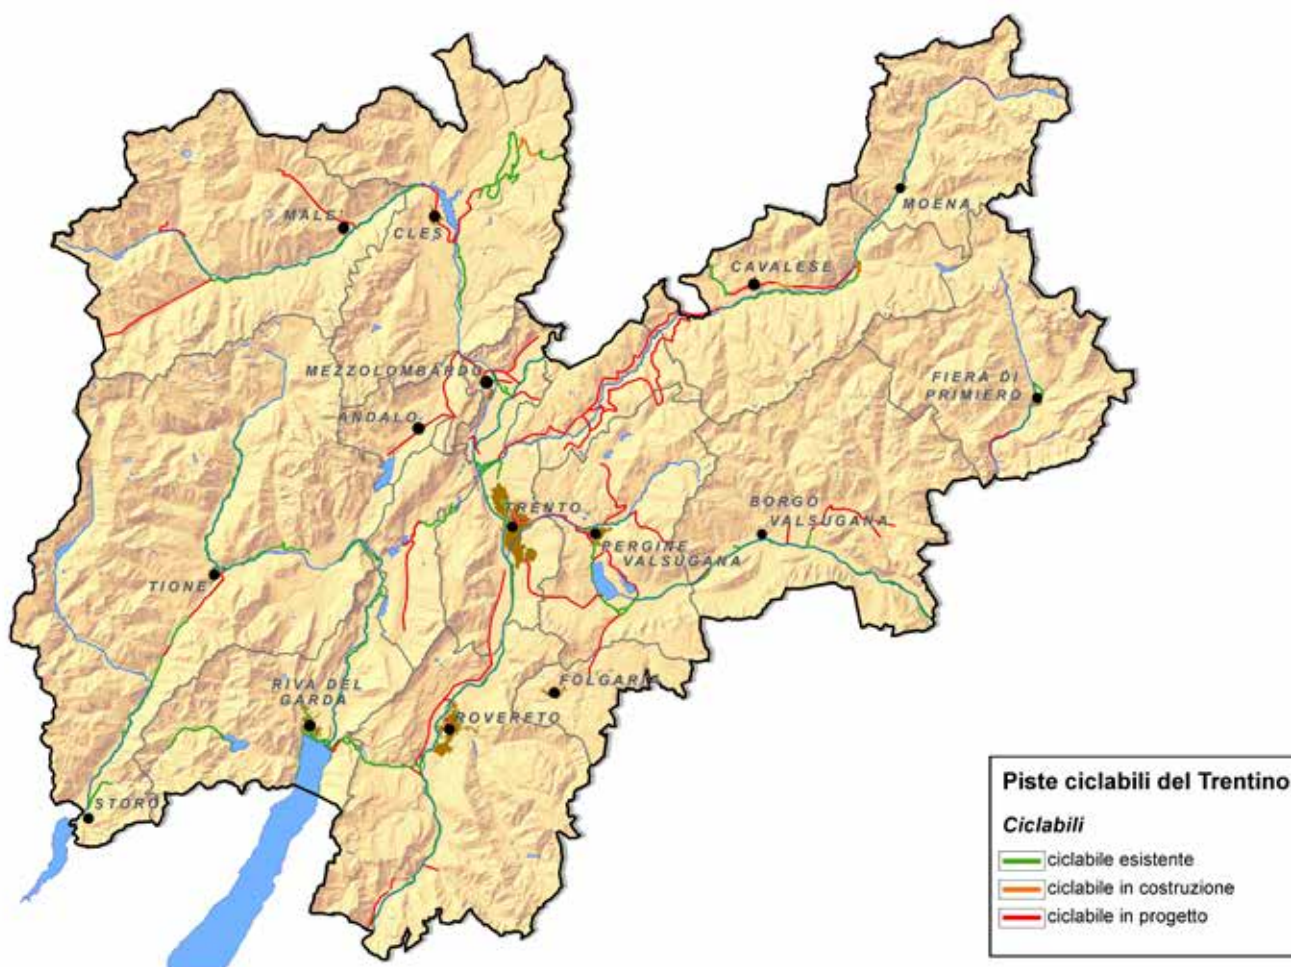 MOENA
MALE
CLES
CAVALESE
MEZZOLOMBARDO
FIERA DI
PRIMIERO
ANDALO
BORGO
VALSUGANA
TRENTO
PERGINE
VALSUGANA
TIONE
FOLGARIA
RIVA DEL
GARDA
ROVERETO
STORO
Piste ciclabili del Trentino
Ciclabili
ciclabile esistente
ciclabile in costruzione
ciclabile in progetto